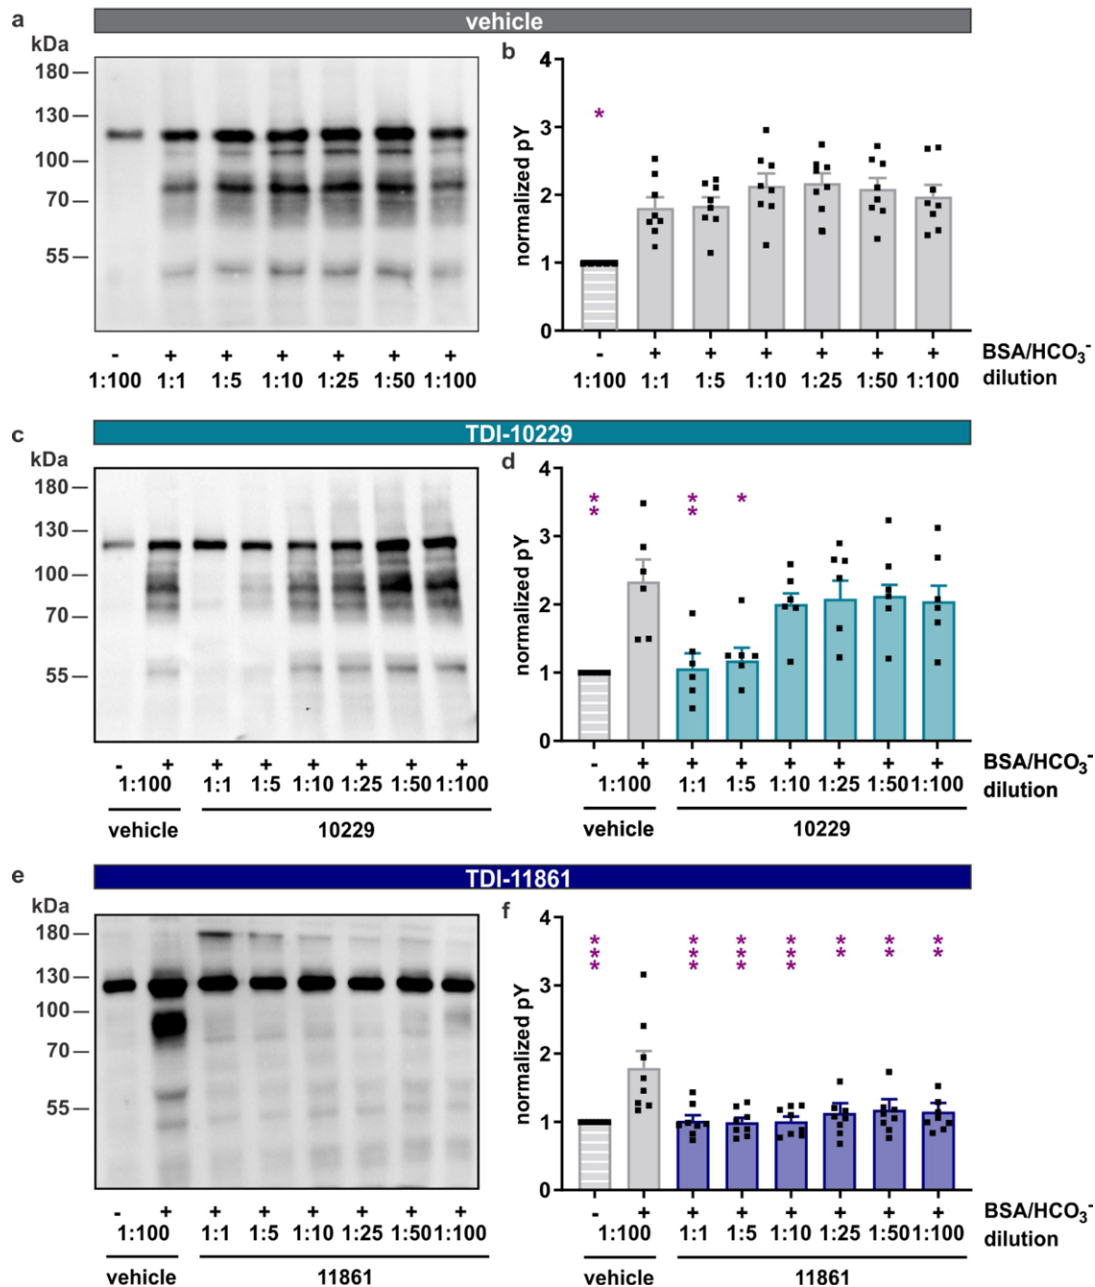 a
vehicle
kDa
180
130
100
70
55
- + + + + + +
1:100 1:1 1:5 1:10 1:25 1:50 1:100
b
normalized pY
4
3
2
1
0
*
- + + + + + + BSA/HCO₃⁻
1:100 1:1 1:5 1:10 1:25 1:50 1:100 dilution
c
TDI-10229
kDa
180
130
100
70
55
- + + + + + + +
1:100 1:1 1:5 1:10 1:25 1:50 1:100
vehicle 10229
d
normalized pY
4
3
2
1
0
** ** *
- + + + + + + + BSA/HCO₃⁻
1:100 1:1 1:5 1:10 1:25 1:50 1:100 dilution
vehicle 10229
e
TDI-11861
kDa
180
130
100
70
55
- + + + + + + +
1:100 1:1 1:5 1:10 1:25 1:50 1:100
vehicle 11861
f
normalized pY
4
3
2
1
0
*** *** *** *** ** ** **
- + + + + + + + BSA/HCO₃⁻
1:100 1:1 1:5 1:10 1:25 1:50 1:100 dilution
vehicle 11861